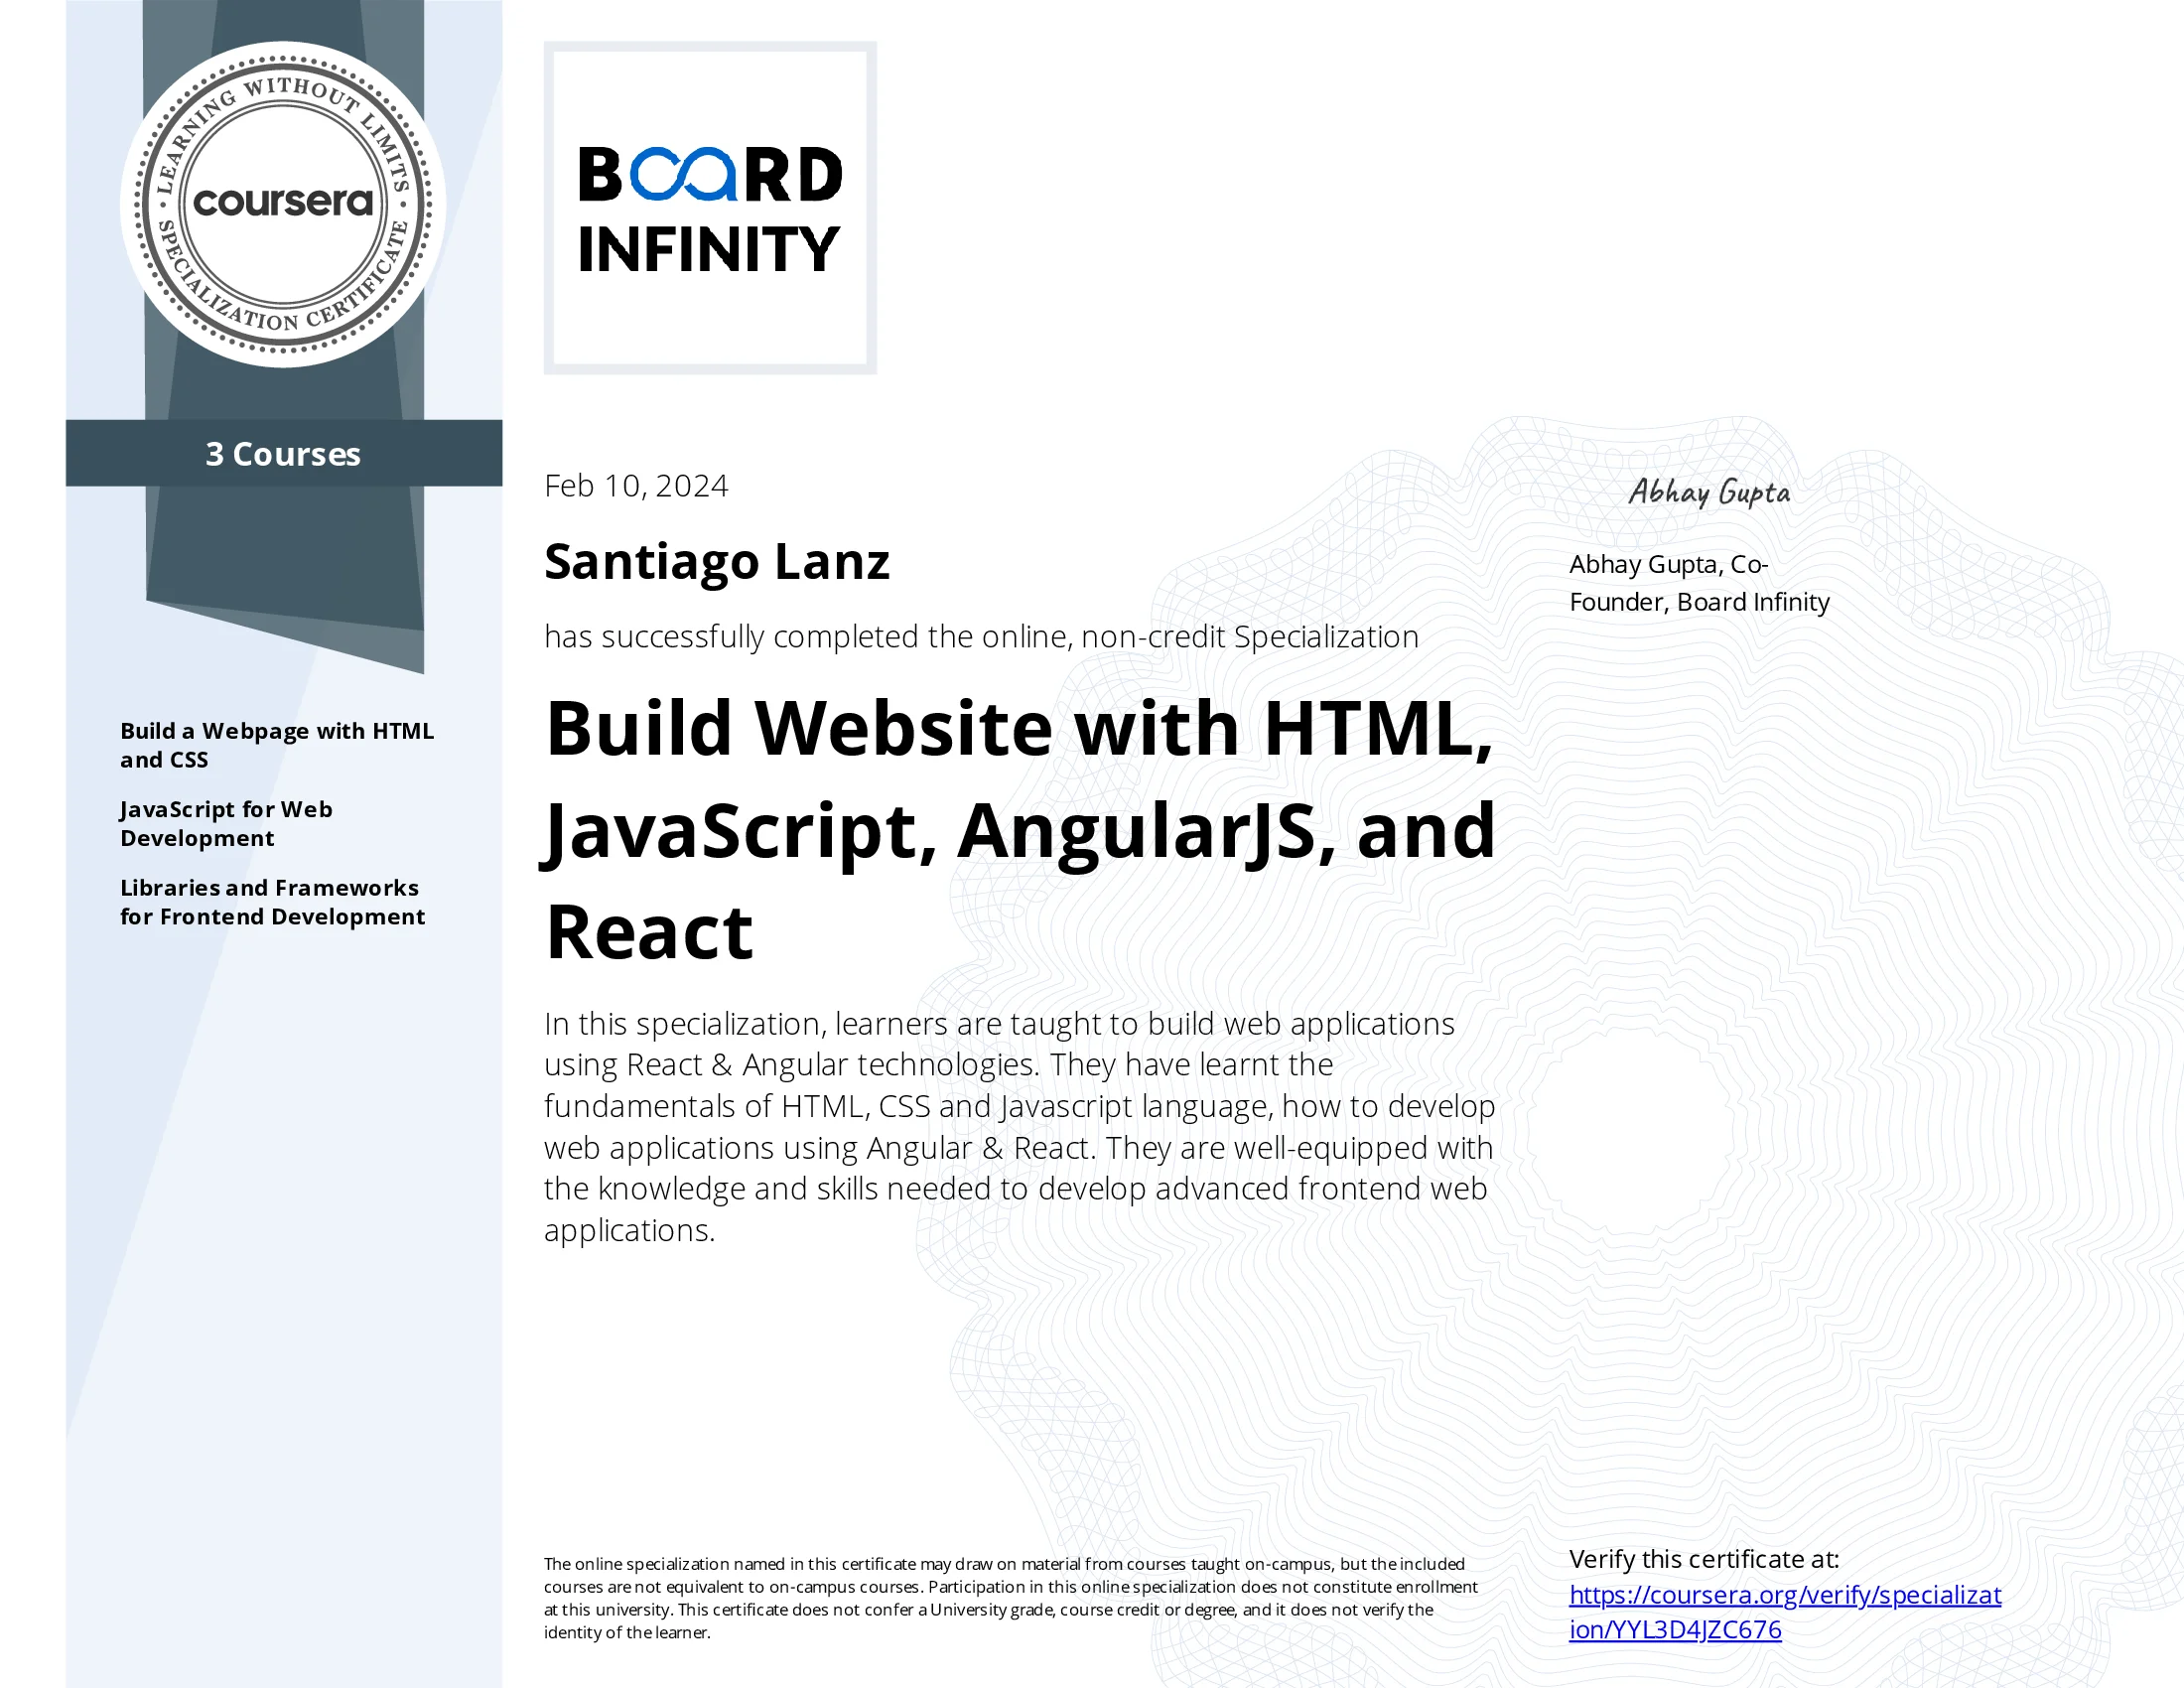 LEARNING WITHOUT LIMITS
coursera
SPECIALIZATION CERTIFICATE
3 Courses
Build a Webpage with HTML
and CSS
JavaScript for Web
Development
Libraries and Frameworks
for Frontend Development
BOARD
INFINITY
Feb 10, 2024
Santiago Lanz
has successfully completed the online, non-credit Specialization
Build Website with HTML,
JavaScript, AngularJS, and
React
In this specialization, learners are taught to build web applications
using React & Angular technologies. They have learnt the
fundamentals of HTML, CSS and Javascript language, how to develop
web applications using Angular & React. They are well-equipped with
the knowledge and skills needed to develop advanced frontend web
applications.
Abhay Gupta
Abhay Gupta, Co-
Founder, Board Infinity
The online specialization named in this certificate may draw on material from courses taught on-campus, but the included
courses are not equivalent to on-campus courses. Participation in this online specialization does not constitute enrollment
at this university. This certificate does not confer a University grade, course credit or degree, and it does not verify the
identity of the learner.
Verify this certificate at:
https://coursera.org/verify/specializat
ion/YYL3D4JZC676